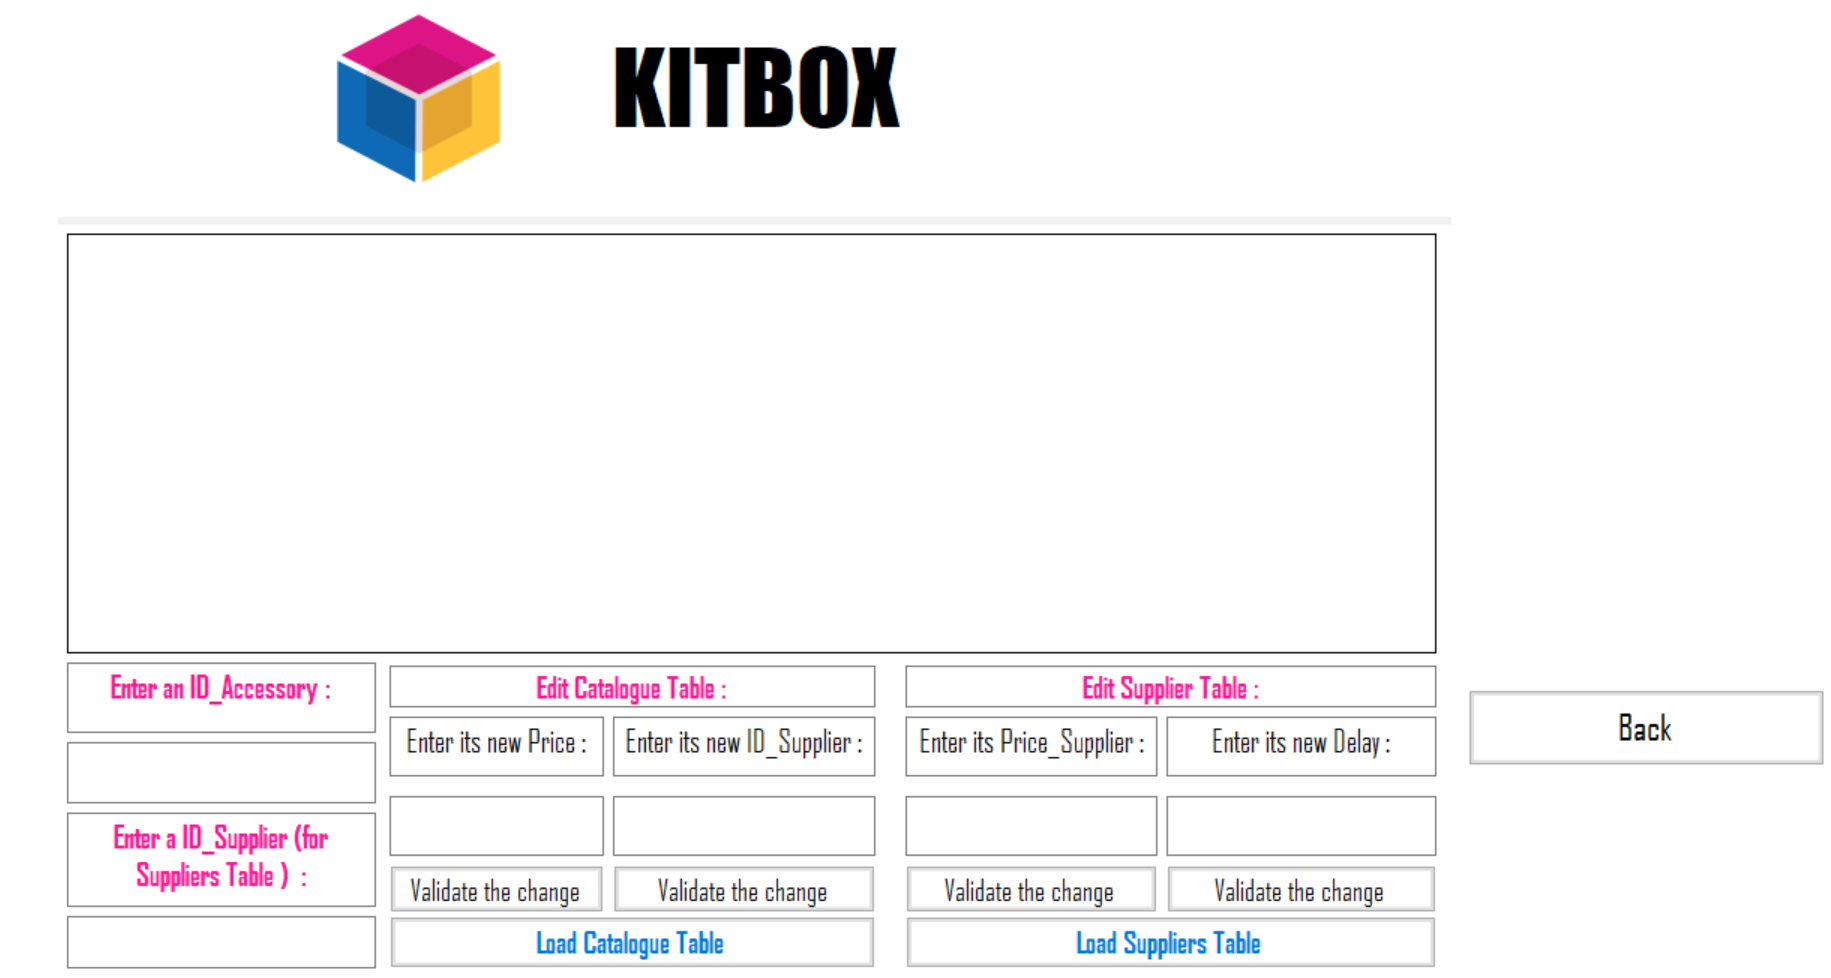 KITBOX
Enter an ID_Accessory :
Edit Catalogue Table :
Edit Supplier Table :
Enter its new Price :
Enter its new ID_Supplier :
Enter its Price_Supplier :
Enter its new Delay :
Back
Enter a ID_Supplier (for
Suppliers Table ) :
Validate the change
Validate the change
Validate the change
Validate the change
Load Catalogue Table
Load Suppliers Table